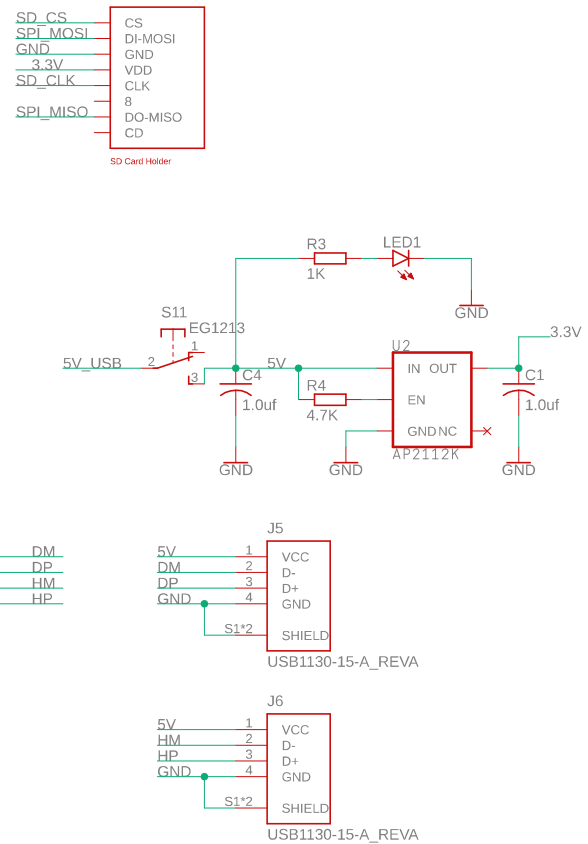 SD_CS CS
SPI_MOSI DI-MOSI
GND GND
3.3V VDD
SD_CLK CLK
8
SPI_MISO DO-MISO
CD
SD Card Holder
R3 LED1
1K
GND
S11
EG1213
3.3V
1 U2
5V_USB 2 5V IN OUT
3 C4 R4 C1
1.0uf 4.7K EN 1.0uf
GND NC
AP2112K
GND GND GND
J5
DM 5V 1 VCC
DP DM 2 D-
HM DP 3 D+
HP GND 4 GND
S1*2 SHIELD
USB1130-15-A_REVA
J6
5V 1 VCC
HM 2 D-
HP 3 D+
GND 4 GND
S1*2 SHIELD
USB1130-15-A_REVA